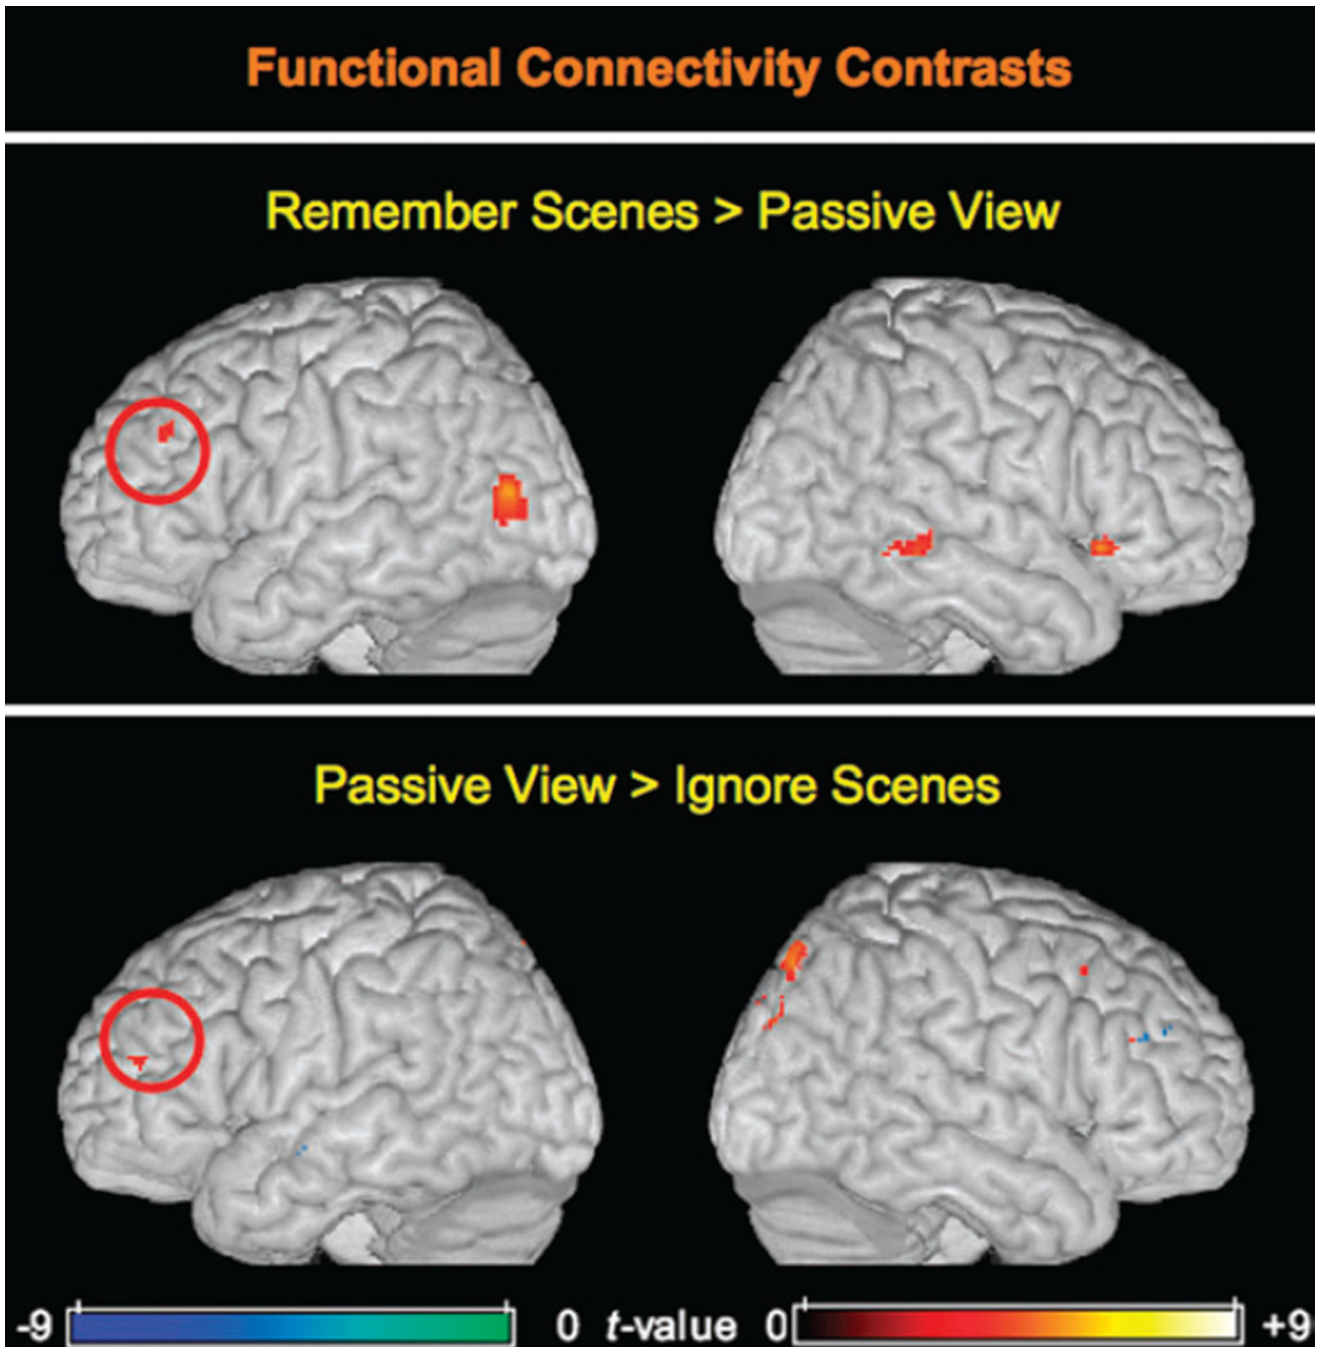 Functional Connectivity Contrasts
Remember Scenes > Passive View
Passive View > Ignore Scenes
-9 0 t-value 0 +9